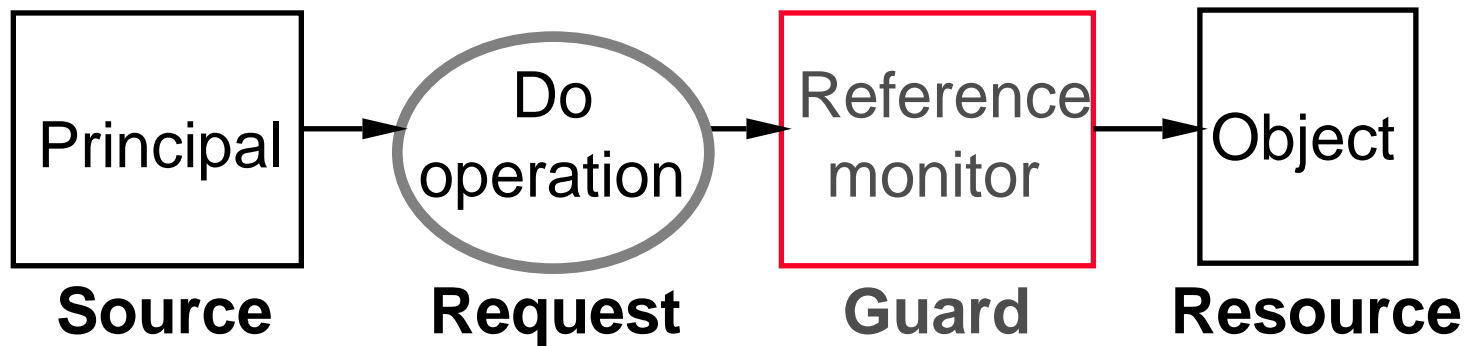 Principal
Do
operation
Reference
monitor
Object
Source
Request
Guard
Resource